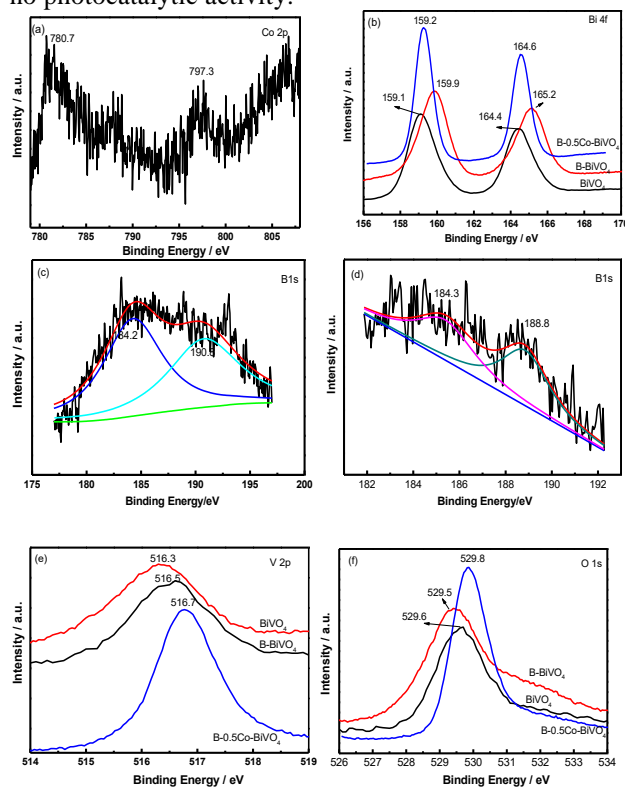 no photocatalytic activity.
(a)
780.7
797.3
Co 2p
Intensity / a.u.
780 785 790 795 800 805
Binding Energy / eV
(b)
159.2
164.6
Bi 4f
159.1
159.9
164.4
165.2
B-0.5Co-BiVO4
B-BiVO4
BiVO4
Intensity / a.u.
156 158 160 162 164 166 168 170
Binding Energy / eV
(c)
B1s
84.2
Intensity/a.u.
175 180 185 190 195 200
Binding Energy/eV
(d)
B1s
184.3
188.8
Intensity/a.u.
182 184 186 188 190 192
Binding Energy/eV
(e)
V 2p
516.3
516.5
516.7
BiVO4
B-BiVO4
B-0.5Co-BiVO4
Intensity / a.u.
514 515 516 517 518 519
Binding Energy / eV
(f)
O 1s
529.8
529.5
529.6
B-BiVO4
BiVO4
B-0.5Co-BiVO4
Intensity / a.u.
526 527 528 529 530 531 532 533 534
Binding Energy / eV